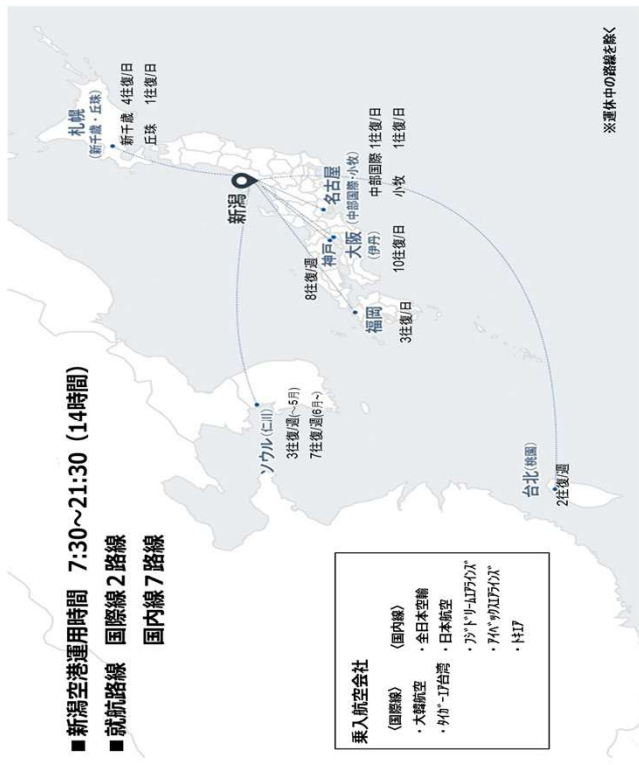 ■新潟空港運用時間　7:30～21:30（14時間）
■就航路線　国際線２路線
国内線７路線
札幌
(新千歳・丘珠)
新千歳 4往復/日
丘珠 1往復/日
新潟
名古屋
(中部国際・小牧)
中部国際 1往復/日
小牧 1往復/日
神戸
8往復/週
大阪
(伊丹)
10往復/日
福岡
3往復/日
ソウル(仁川)
3往復/週(～5月)
7往復/週(6月～)
台北(桃園)
2往復/週
乗入航空会社
〈国際線〉
・大韓航空
・ﾀｲｶﾞｰｴｱ台湾
〈国内線〉
・全日本空輸
・日本航空
・ﾌｼﾞﾄﾞﾘｰﾑｴｱﾗｲﾝｽﾞ
・ｱｲﾍﾞｯｸｽｴｱﾗｲﾝｽﾞ
・ﾄｷｴｱ
※運休中の路線を除く